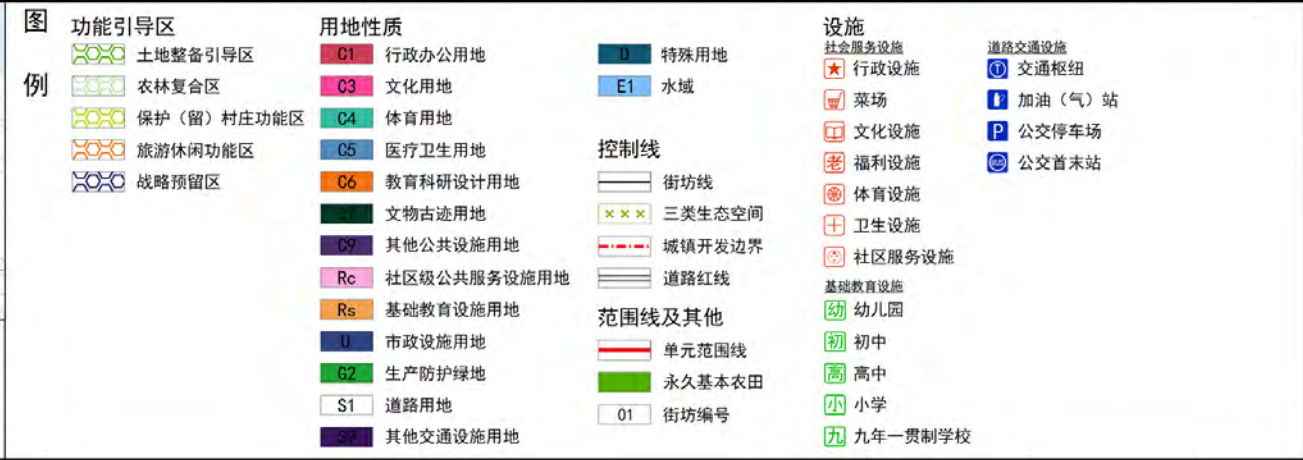 图
例
功能引导区
土地整备引导区
农林复合区
保护（留）村庄功能区
旅游休闲功能区
战略预留区
用地性质
C1 行政办公用地
C3 文化用地
C4 体育用地
C5 医疗卫生用地
C6 教育科研设计用地
C7 文物古迹用地
C9 其他公共设施用地
Rc 社区级公共服务设施用地
Rs 基础教育设施用地
U 市政设施用地
G2 生产防护绿地
S1 道路用地
S9 其他交通设施用地
D 特殊用地
E1 水域
控制线
街坊线
三类生态空间
城镇开发边界
道路红线
范围线及其他
单元范围线
永久基本农田
01 街坊编号
设施
社会服务设施
行政设施
菜场
文化设施
老 福利设施
体育设施
卫生设施
社区服务设施
基础教育设施
幼 幼儿园
初 初中
高 高中
小 小学
九 九年一贯制学校
道路交通设施
T 交通枢纽
加油（气）站
P 公交停车场
BUS 公交首末站